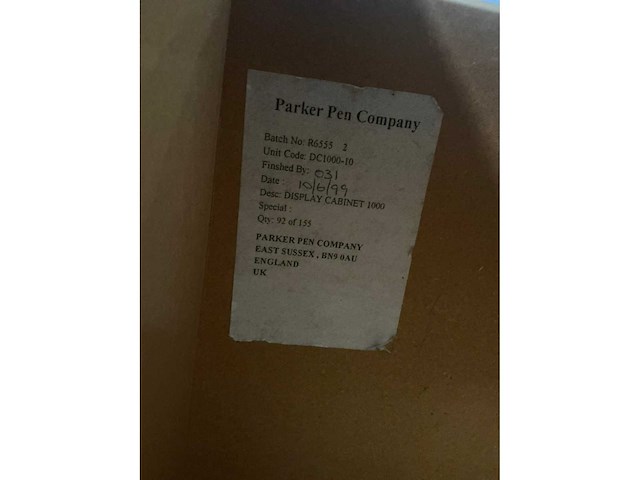 Parker Pen Company
Batch No: R6555 2
Unit Code: DC1000-10
Finshed By: 031
Date : 10/6/99
Desc: DISPLAY CABINET 1000
Special :
Qty: 92 of 155
PARKER PEN COMPANY
EAST SUSSEX , BN9 0AU
ENGLAND
UK